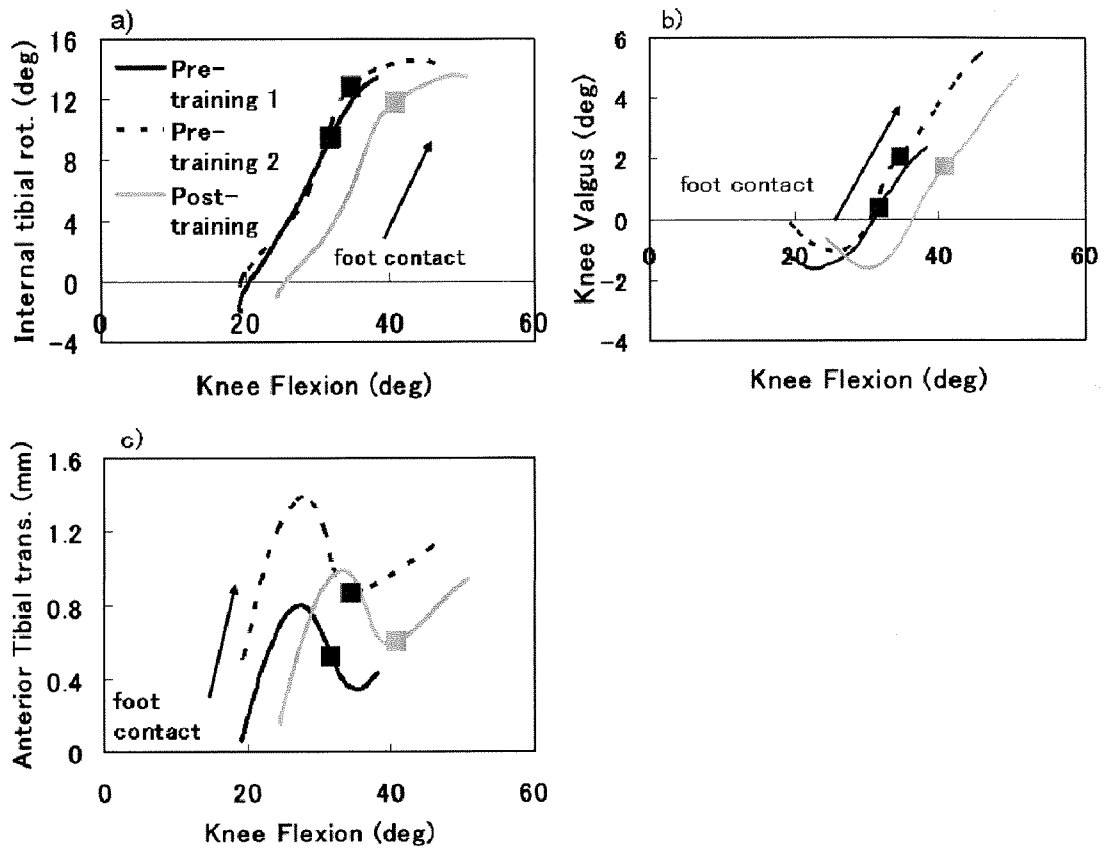 a)
Internal tibial rot. (deg)
16
12
8
4
0
−4
Pre-
training 1
Pre-
training 2
Post-
training
foot contact
0
20
40
60
Knee Flexion (deg)
b)
Knee Valgus (deg)
6
4
2
0
−2
−4
foot contact
0
20
40
60
Knee Flexion (deg)
c)
Anterior Tibial trans. (mm)
1.6
1.2
0.8
0.4
0
foot
contact
0
20
40
60
Knee Flexion (deg)